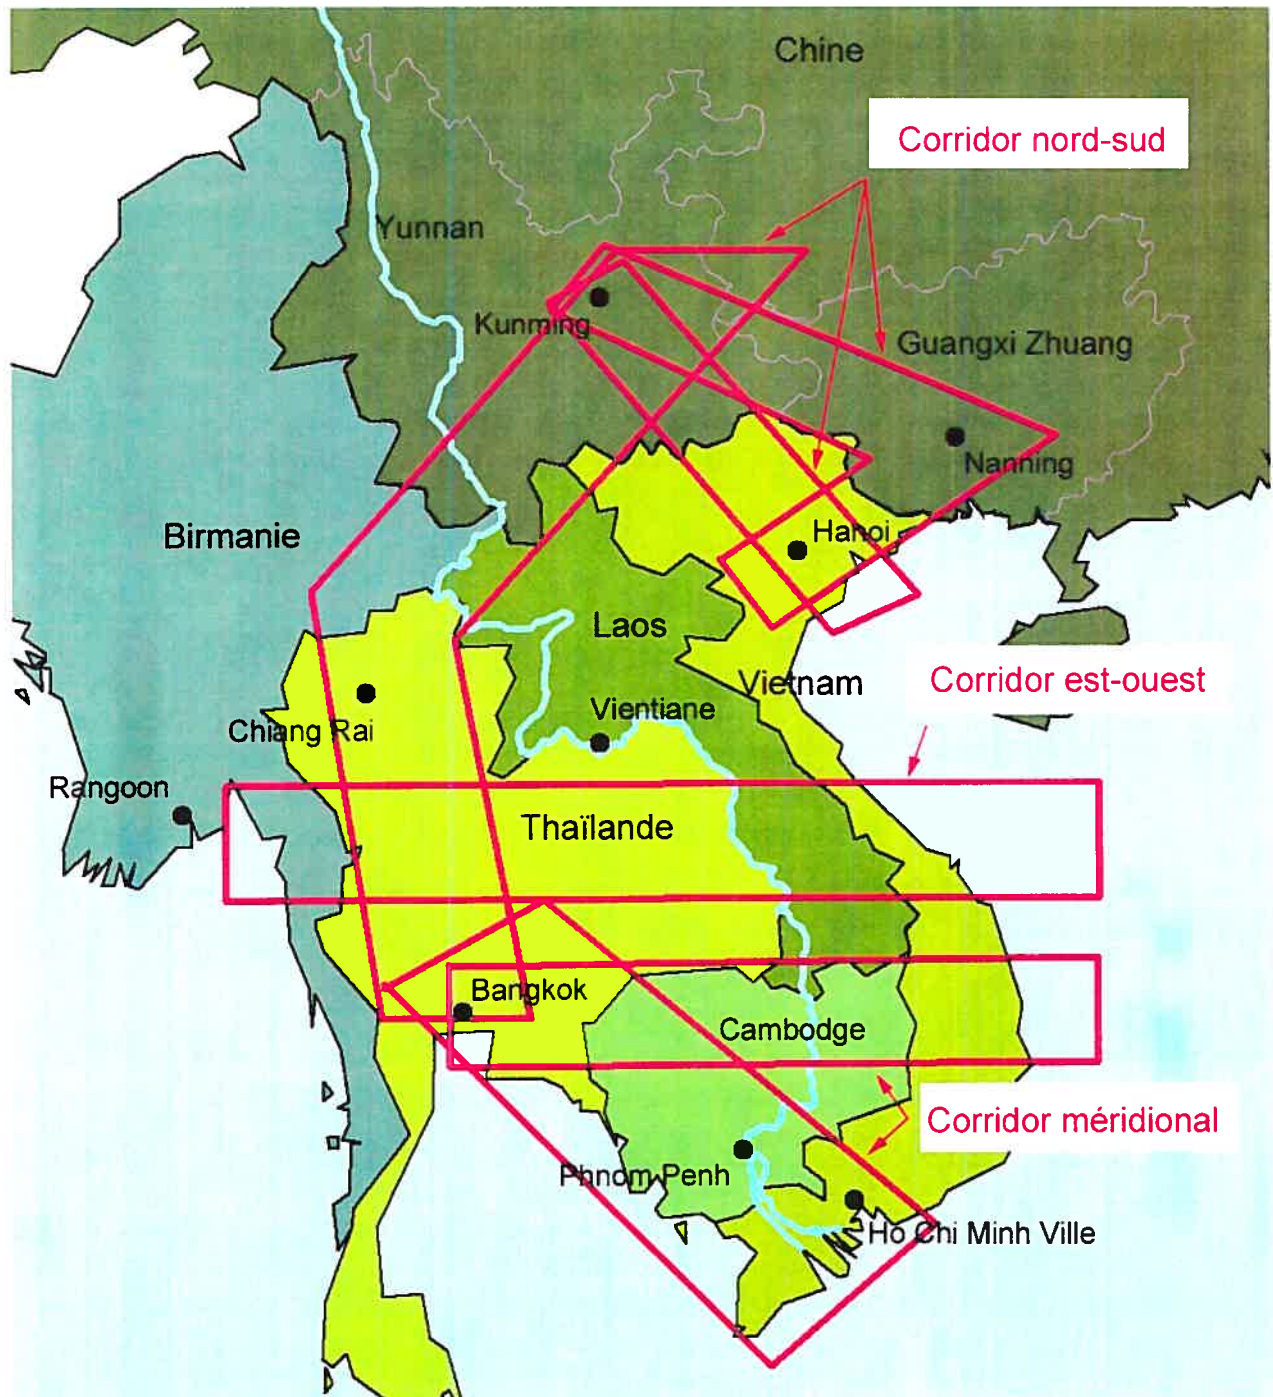 Chine
Corridor nord-sud
Yunnan
Kunming
Guangxi Zhuang
Nanning
Birmanie
Hanoi
Laos
Corridor est-ouest
Vietnam
Vientiane
Chiang Rai
Rangoon
Thaïlande
Bangkok
Cambodge
Corridor méridional
Phnom Penh
Ho Chi Minh Ville